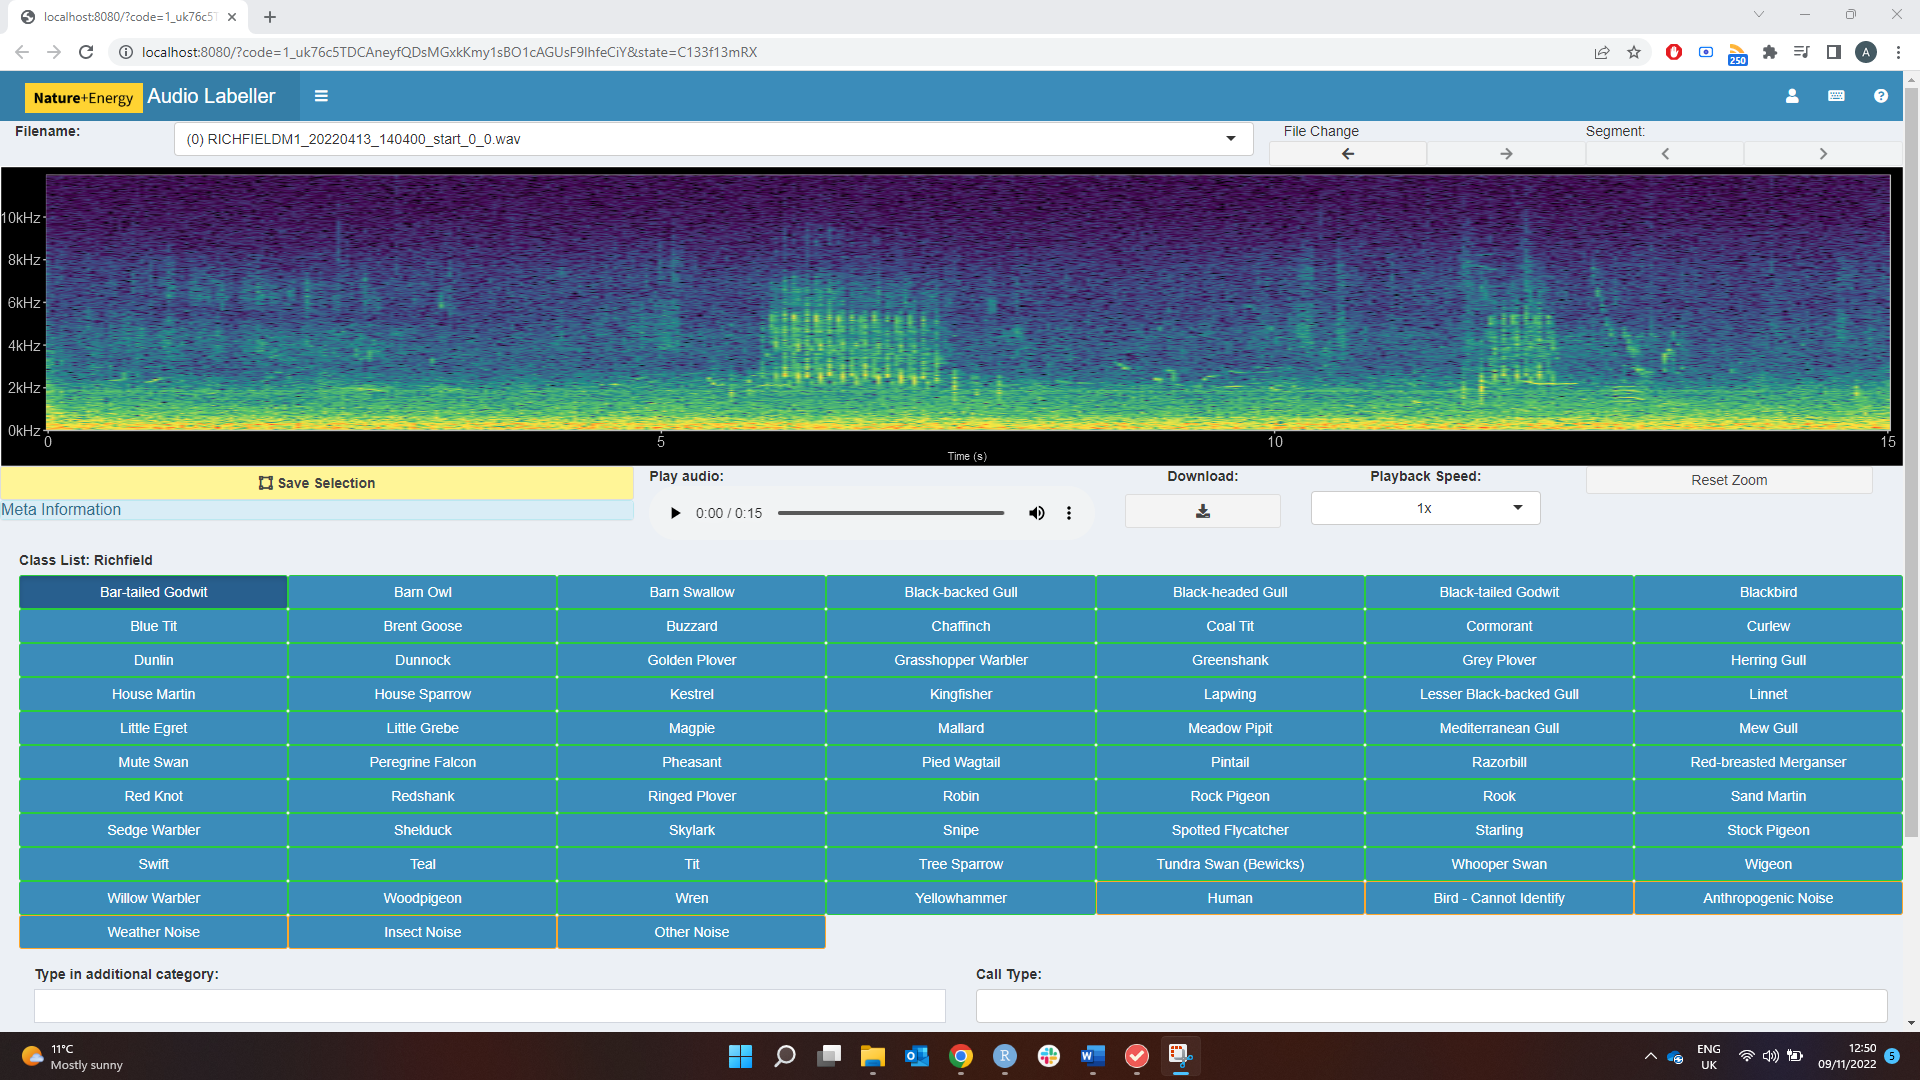 localhost:8080/?code=1_uk76c5T
localhost:8080/?code=1_uk76c5TDCAneyfQDsMGxkKmy1sBO1cAGUsF9IhfeCiY&state=C133f13mRX
250
A
Nature+Energy Audio Labeller
Filename:
(0) RICHFIELDM1_20220413_140400_start_0_0.wav
File Change
Segment:
10kHz
8kHz
6kHz
4kHz
2kHz
0kHz
0 5 10 15
Time (s)
Save Selection
Meta Information
Play audio:
0:00 / 0:15
Download:
Playback Speed:
1x
Reset Zoom
Class List: Richfield
Bar-tailed Godwit Barn Owl Barn Swallow Black-backed Gull Black-headed Gull Black-tailed Godwit Blackbird
Blue Tit Brent Goose Buzzard Chaffinch Coal Tit Cormorant Curlew
Dunlin Dunnock Golden Plover Grasshopper Warbler Greenshank Grey Plover Herring Gull
House Martin House Sparrow Kestrel Kingfisher Lapwing Lesser Black-backed Gull Linnet
Little Egret Little Grebe Magpie Mallard Meadow Pipit Mediterranean Gull Mew Gull
Mute Swan Peregrine Falcon Pheasant Pied Wagtail Pintail Razorbill Red-breasted Merganser
Red Knot Redshank Ringed Plover Robin Rock Pigeon Rook Sand Martin
Sedge Warbler Shelduck Skylark Snipe Spotted Flycatcher Starling Stock Pigeon
Swift Teal Tit Tree Sparrow Tundra Swan (Bewicks) Whooper Swan Wigeon
Willow Warbler Woodpigeon Wren Yellowhammer Human Bird - Cannot Identify Anthropogenic Noise
Weather Noise Insect Noise Other Noise
Type in additional category:
Call Type:
11°C
Mostly sunny
R
ENG
UK
12:50
09/11/2022
5